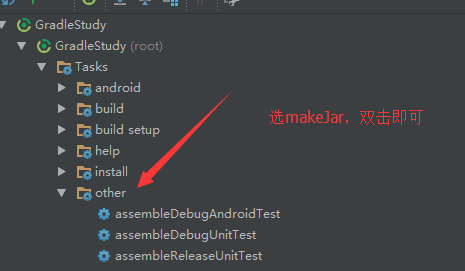 GradleStudy
GradleStudy (root)
Tasks
android
build
选makeJar，双击即可
build setup
help
install
other
assembleDebugAndroidTest
assembleDebugUnitTest
assembleReleaseUnitTest